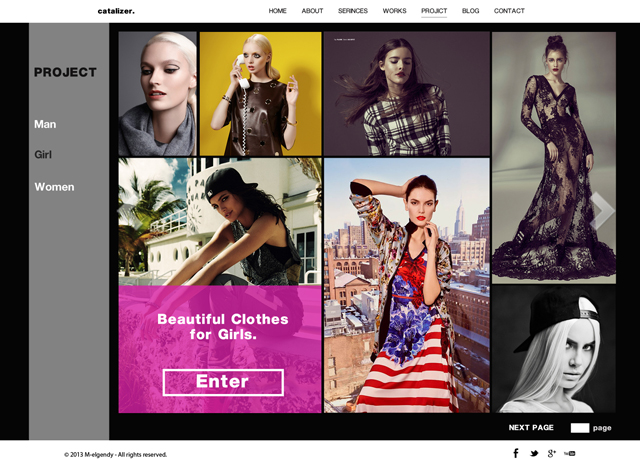 catalizer.
HOME ABOUT SERINCES WORKS PROJICT BLOG CONTACT
PROJECT
Man
Girl
Women
Beautiful Clothes
for Girls.
Enter
NEXT PAGE page
© 2013 M-elgendy - All rights reserved.